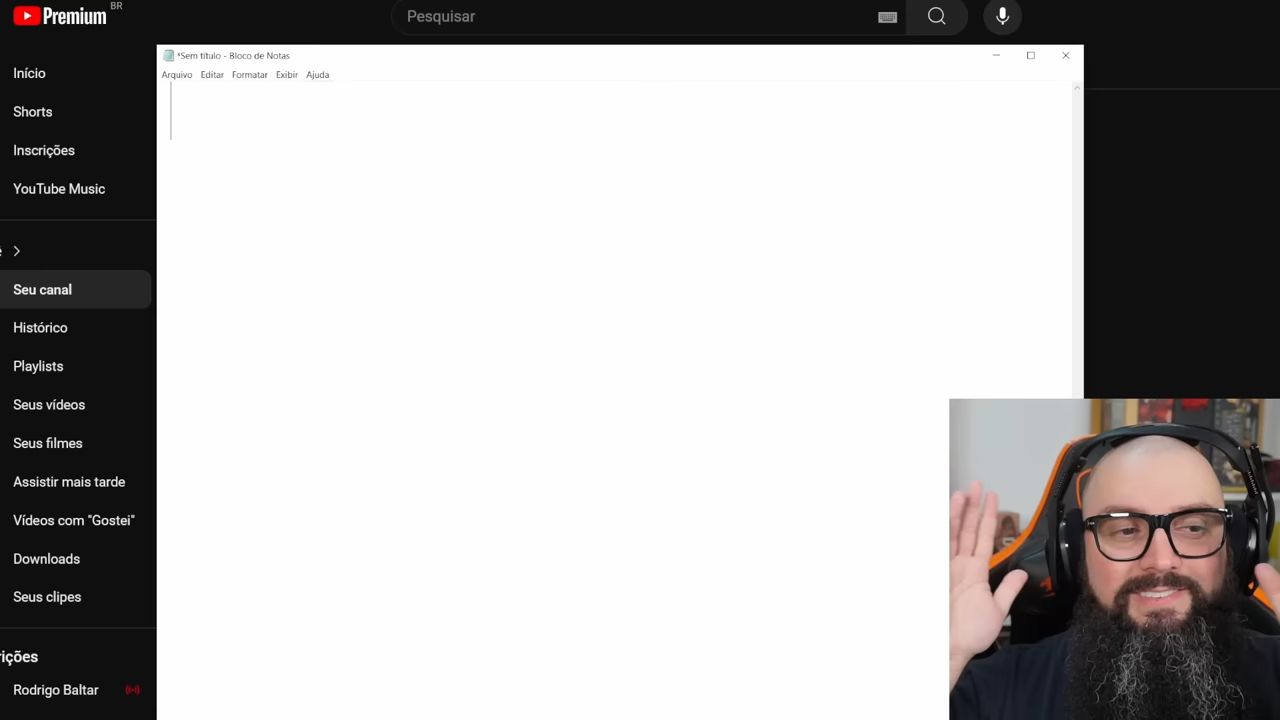 Premium BR
Pesquisar
*Sem título - Bloco de Notas
Arquivo Editar Formatar Exibir Ajuda
Início
Shorts
Inscrições
YouTube Music
Seu canal
Histórico
Playlists
Seus vídeos
Seus filmes
Assistir mais tarde
Vídeos com "Gostei"
Downloads
Seus clipes
rições
Rodrigo Baltar